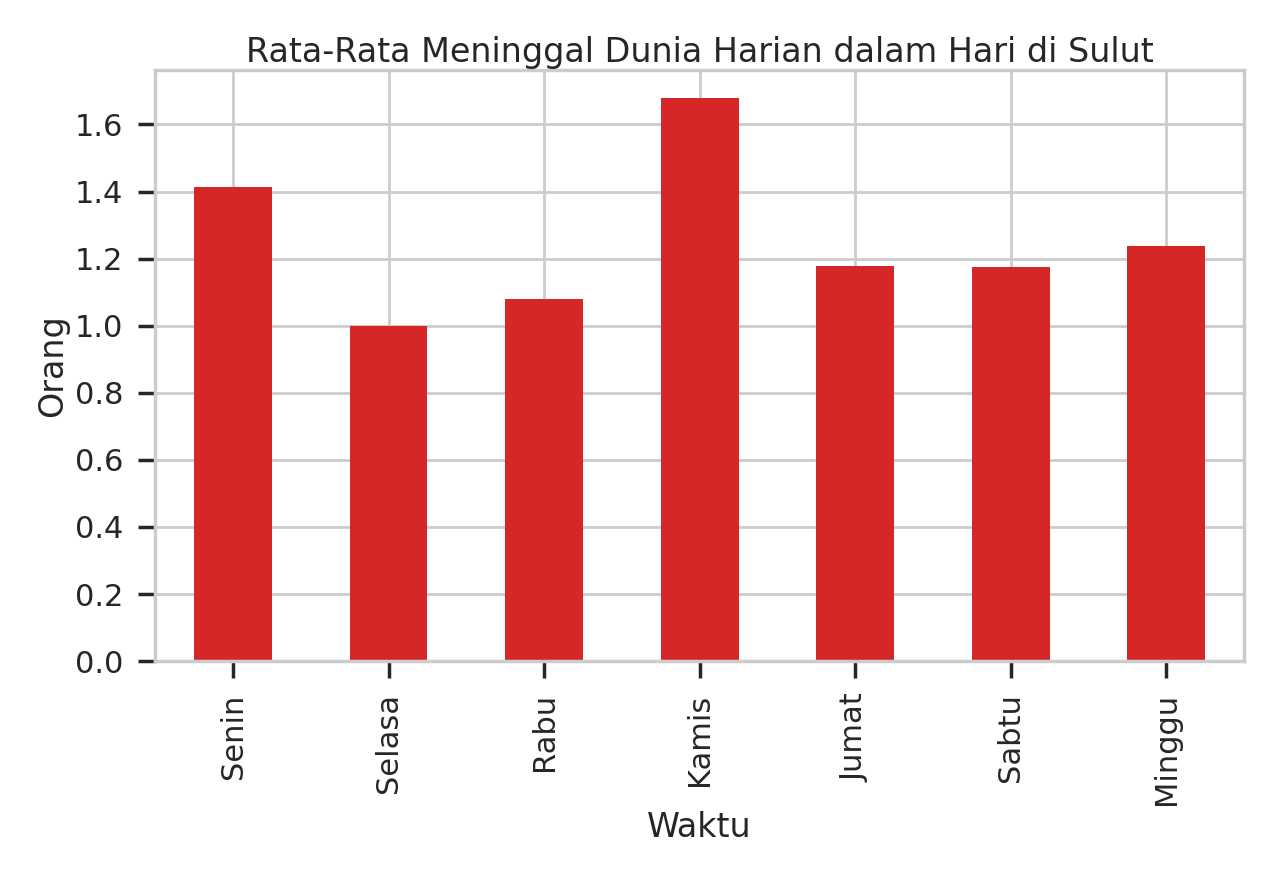 Rata-Rata Meninggal Dunia Harian dalam Hari di Sulut
Orang
1.6
1.4
1.2
1.0
0.8
0.6
0.4
0.2
0.0
Senin
Selasa
Rabu
Kamis
Jumat
Sabtu
Minggu
Waktu